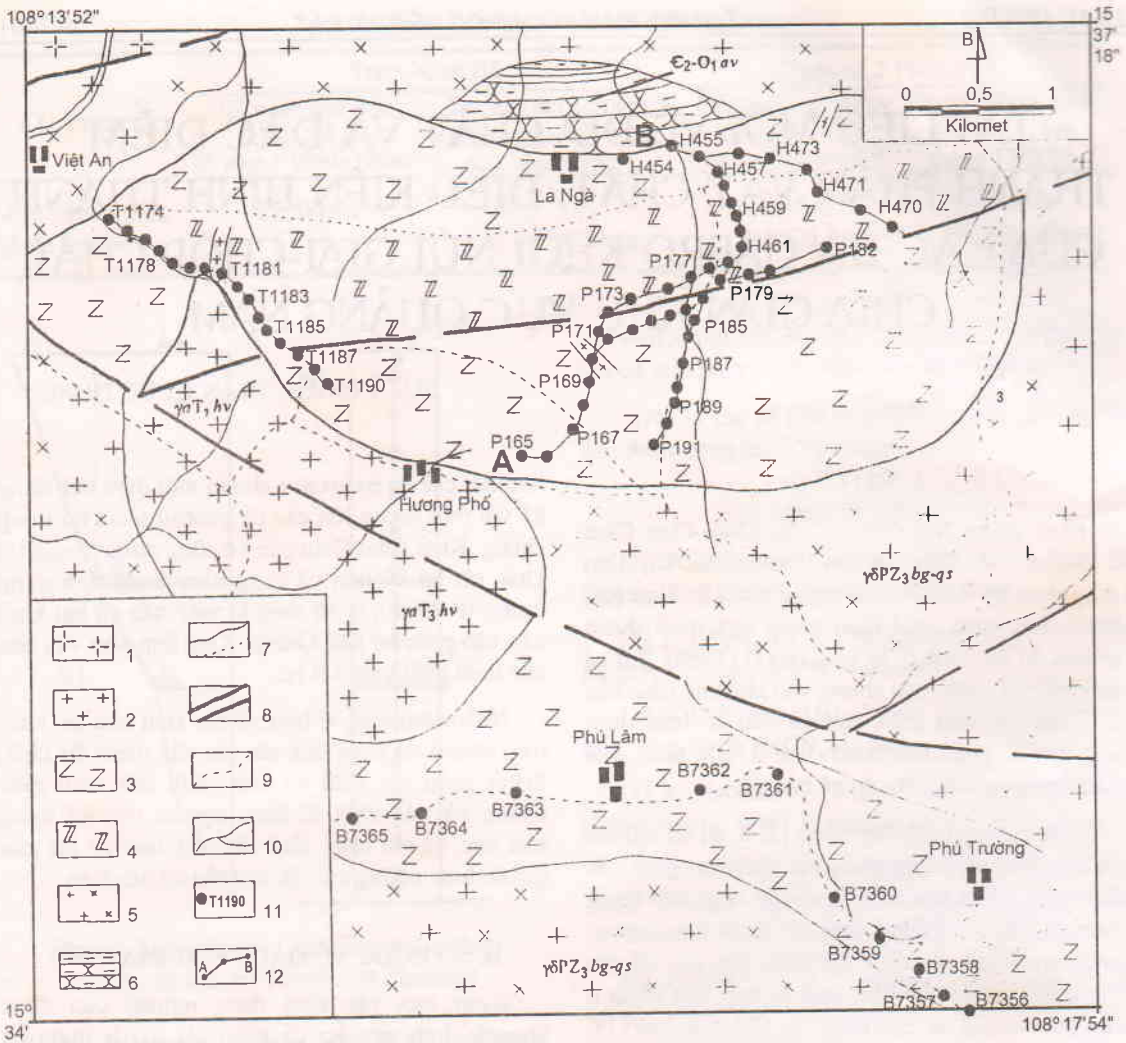 108° 13' 52"
15
37'
18"
B
0 0,5 1
Kilomet
Є₂-O₁ av
Việt An
B
H455
H473
H454
H457
La Ngà
H471
T1174
H459
H470
T1178
T1181
H461
P182
P177
T1183
P173
P179
T1185
P171
P185
T1187
P187
T1190
P169
3
γaT₁ hv
P189
P165
P167
P191
A
Hương Phố
γδPZ₃ bg-qs
γaT₃ hv
1
7
2
8
Phú Lâm
3
9
B7362
B7361
B7363
B7365
B7364
4
10
Phú Trường
5
T1190
11
B7360
B7359
6
A B
12
γδPZ₃ bg-qs
B7358
B7357
B7356
15°
34'
108° 17' 54"